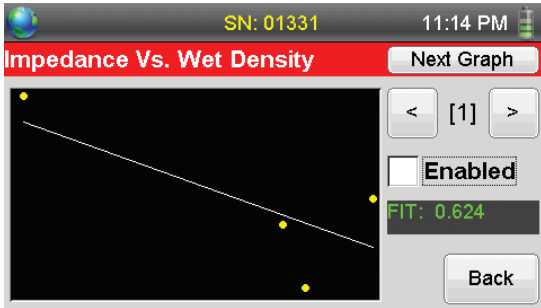 SN: 01331 11:14 PM
Impedance Vs. Wet Density Next Graph
< [1] >
Enabled
FIT: 0.624
Back